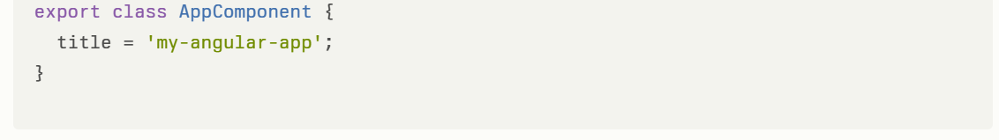 export class AppComponent {
  title = 'my-angular-app';
}